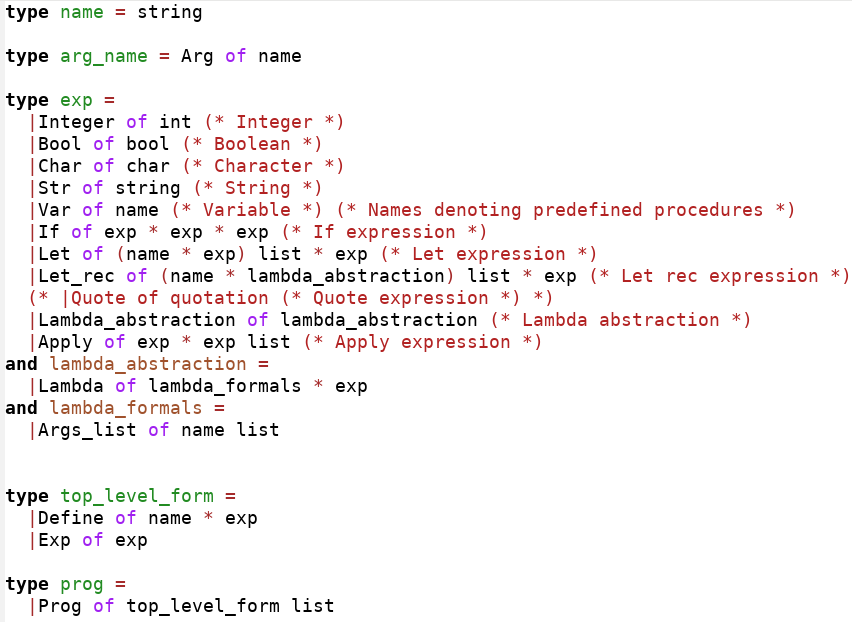 type name = string
type arg_name = Arg of name
type exp =
|Integer of int (* Integer *)
|Bool of bool (* Boolean *)
|Char of char (* Character *)
|Str of string (* String *)
|Var of name (* Variable *) (* Names denoting predefined procedures *)
|If of exp * exp * exp (* If expression *)
|Let of (name * exp) list * exp (* Let expression *)
|Let_rec of (name * lambda_abstraction) list * exp (* Let rec expression *)
(* |Quote of quotation (* Quote expression *) *)
|Lambda_abstraction of lambda_abstraction (* Lambda abstraction *)
|Apply of exp * exp list (* Apply expression *)
and lambda_abstraction =
|Lambda of lambda_formals * exp
and lambda_formals =
|Args_list of name list
type top_level_form =
|Define of name * exp
|Exp of exp
type prog =
|Prog of top_level_form list